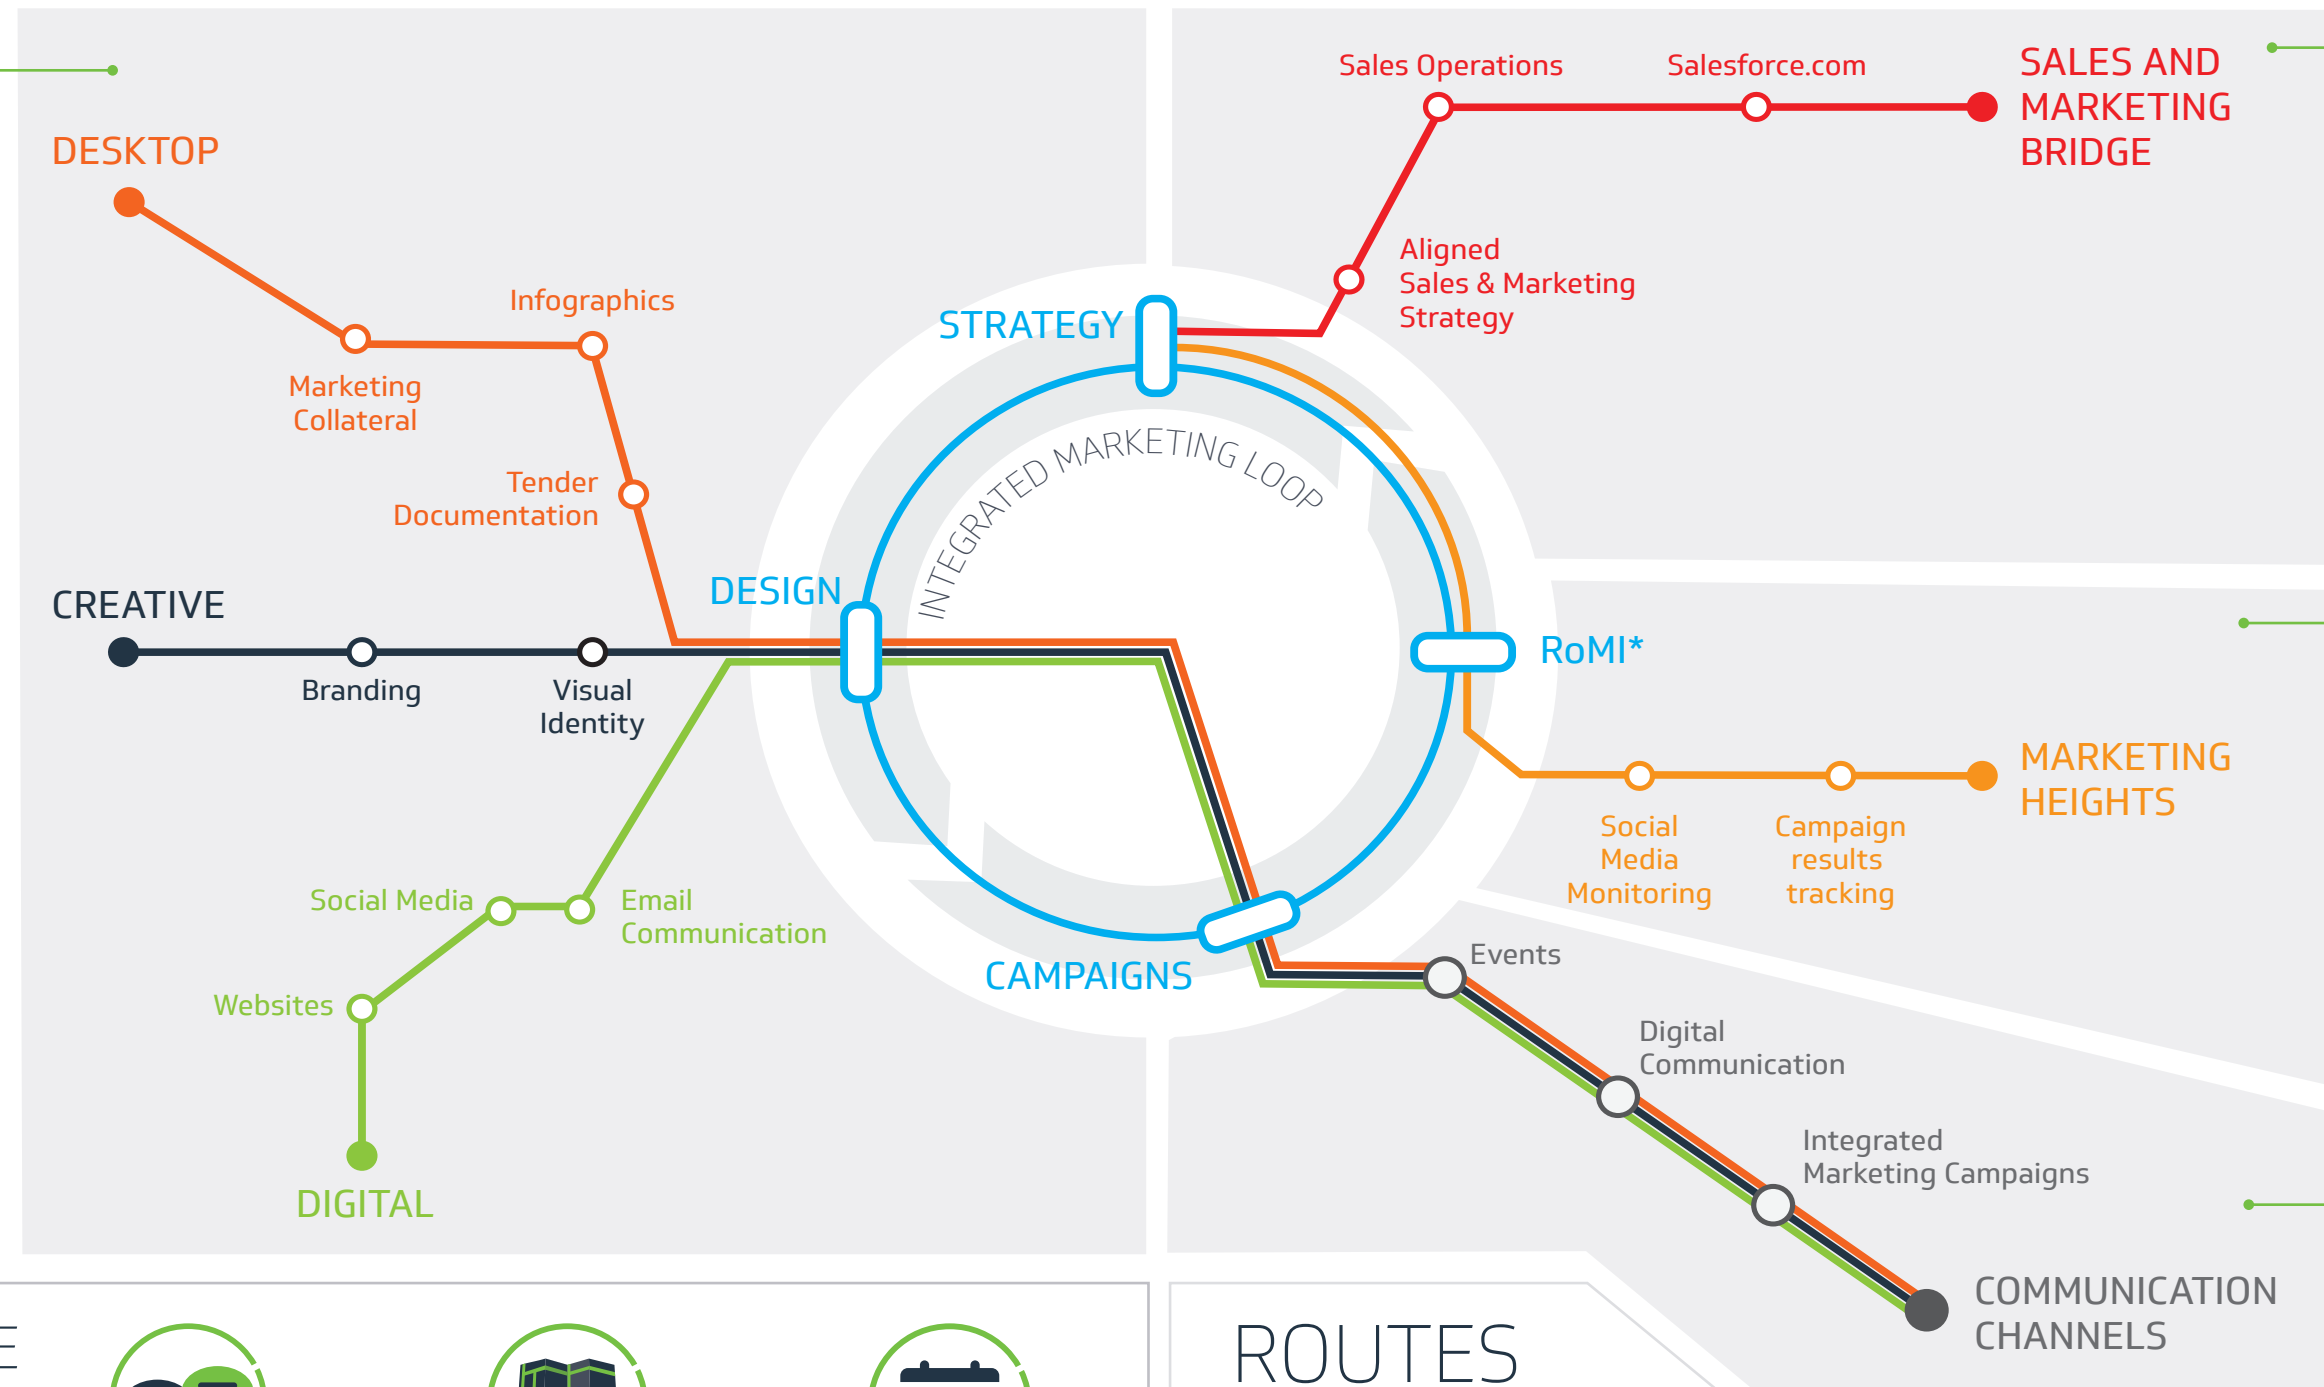 Sales Operations
Salesforce.com
SALES AND
MARKETING
BRIDGE
DESKTOP
Aligned
Sales & Marketing
Strategy
Infographics
STRATEGY
Marketing
Collateral
INTEGRATED MARKETING LOOP
Tender
Documentation
DESIGN
CREATIVE
RoMI*
Branding
Visual
Identity
MARKETING
HEIGHTS
Social
Media
Monitoring
Campaign
results
tracking
Social Media
Email
Communication
Events
CAMPAIGNS
Websites
Digital
Communication
Integrated
Marketing Campaigns
DIGITAL
COMMUNICATION
CHANNELS
E
ROUTES